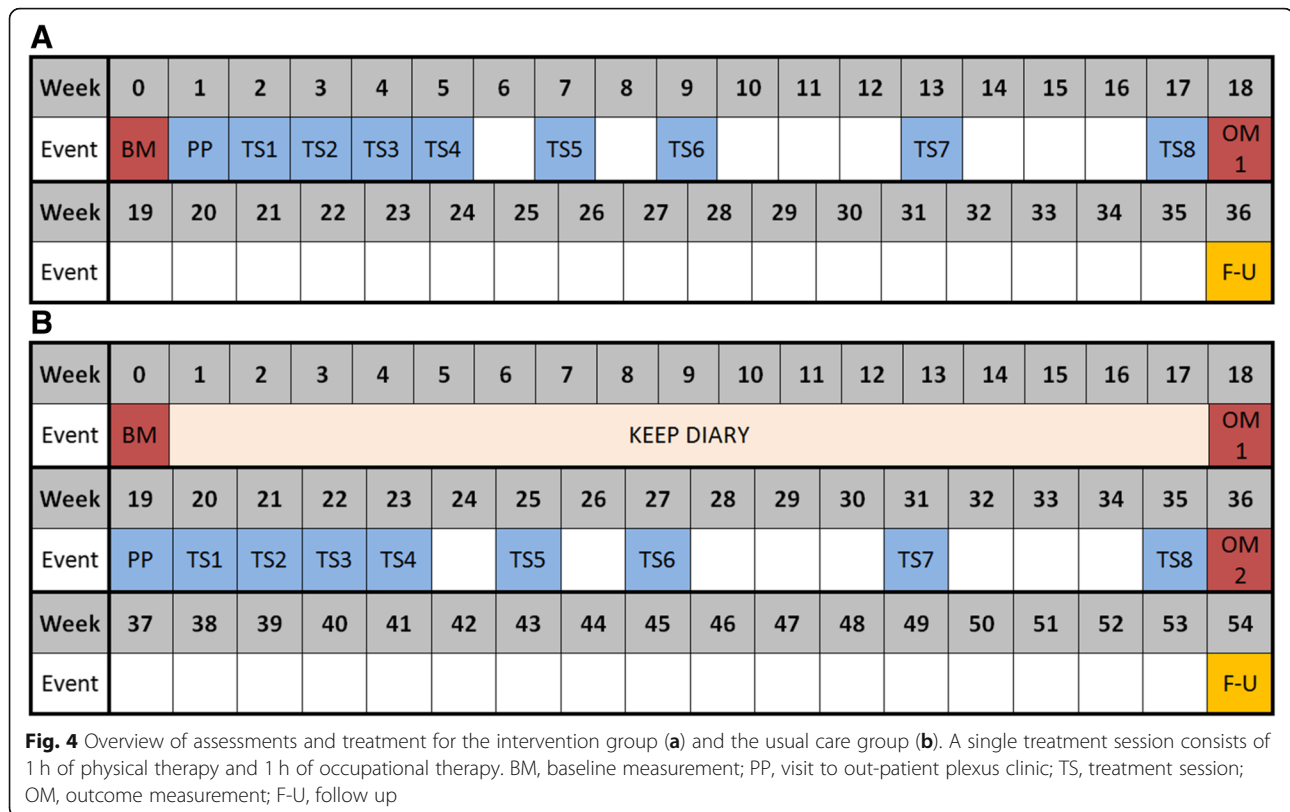 A
Week 0 1 2 3 4 5 6 7 8 9 10 11 12 13 14 15 16 17 18
Event BM PP TS1 TS2 TS3 TS4 TS5 TS6 TS7 TS8 OM 1
Week 19 20 21 22 23 24 25 26 27 28 29 30 31 32 33 34 35 36
Event F-U
B
Week 0 1 2 3 4 5 6 7 8 9 10 11 12 13 14 15 16 17 18
Event BM KEEP DIARY OM 1
Week 19 20 21 22 23 24 25 26 27 28 29 30 31 32 33 34 35 36
Event PP TS1 TS2 TS3 TS4 TS5 TS6 TS7 TS8 OM 2
Week 37 38 39 40 41 42 43 44 45 46 47 48 49 50 51 52 53 54
Event F-U
Fig. 4 Overview of assessments and treatment for the intervention group (a) and the usual care group (b). A single treatment session consists of
1 h of physical therapy and 1 h of occupational therapy. BM, baseline measurement; PP, visit to out-patient plexus clinic; TS, treatment session;
OM, outcome measurement; F-U, follow up